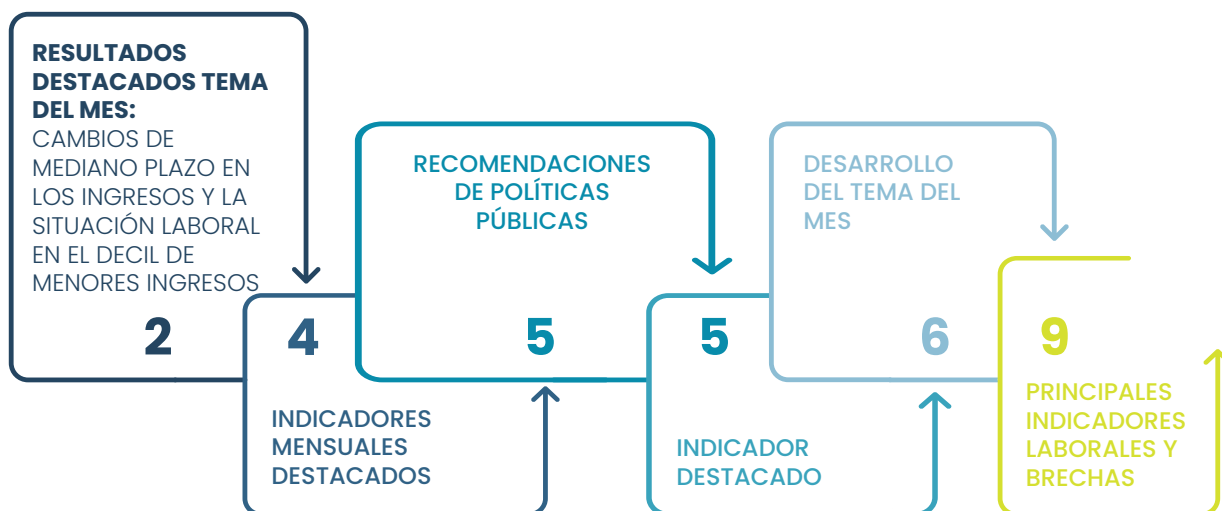 RESULTADOS
DESTACADOS TEMA
DEL MES:
CAMBIOS DE
MEDIANO PLAZO EN
LOS INGRESOS Y LA
SITUACIÓN LABORAL
EN EL DECIL DE
MENORES INGRESOS
2
4
INDICADORES
MENSUALES
DESTACADOS
RECOMENDACIONES
DE POLÍTICAS
PÚBLICAS
5
5
INDICADOR
DESTACADO
DESARROLLO
DEL TEMA DEL
MES
6
9
PRINCIPALES
INDICADORES
LABORALES Y
BRECHAS